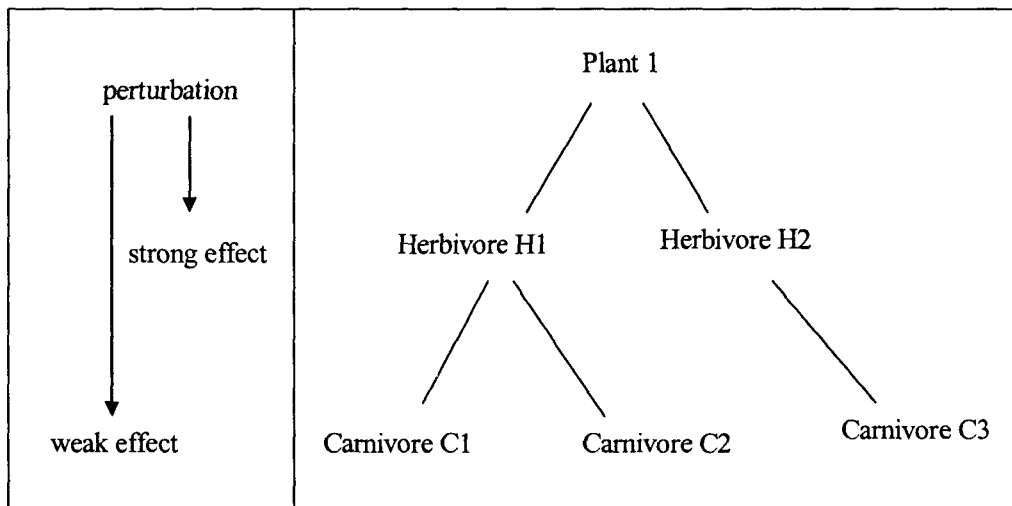 perturbation
strong effect
weak effect
Plant 1
Herbivore H1
Herbivore H2
Carnivore C1
Carnivore C2
Carnivore C3